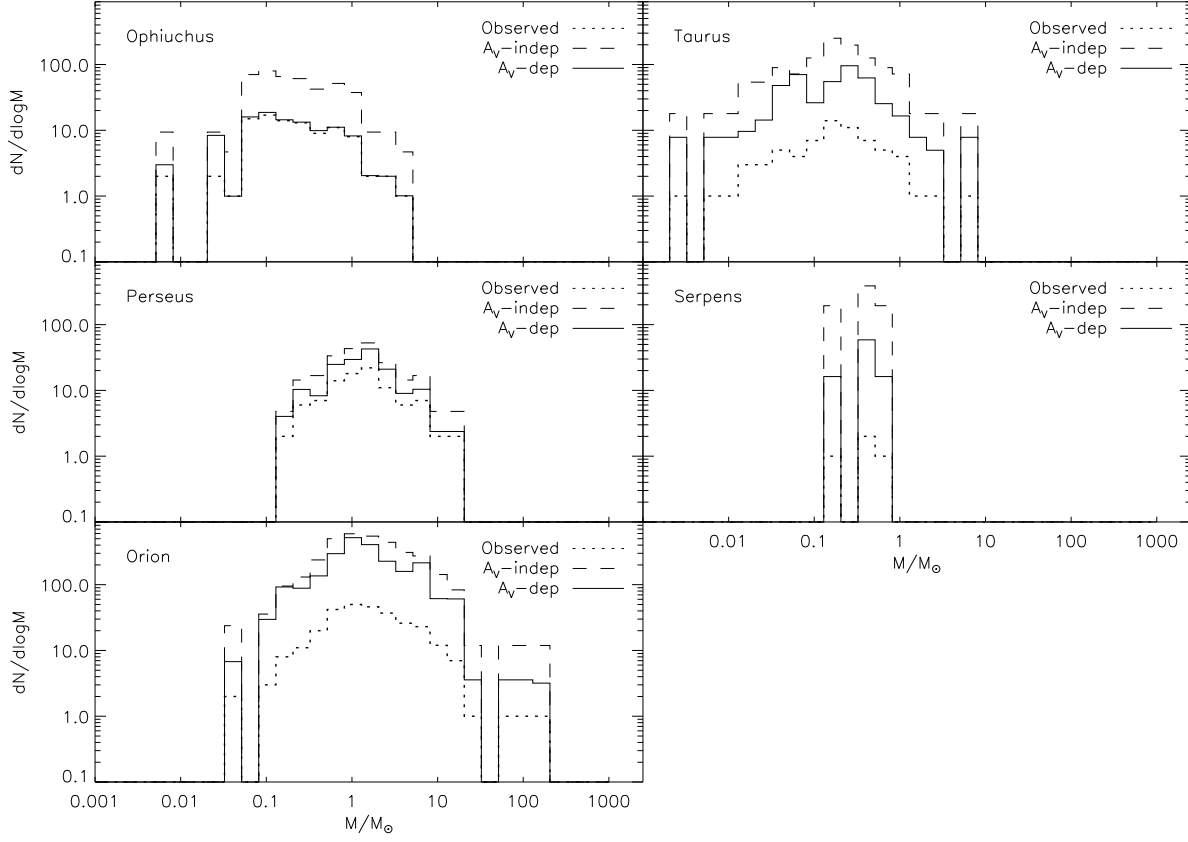 Ophiuchus
Observed
A_V-indep
A_V-dep
100.0
10.0
1.0
0.1
dN/dlogM
Taurus
Observed
A_V-indep
A_V-dep
Perseus
Observed
A_V-indep
A_V-dep
100.0
10.0
1.0
0.1
dN/dlogM
Serpens
Observed
A_V-indep
A_V-dep
0.01 0.1 1 10 100 1000
M/M_⊙
Orion
Observed
A_V-indep
A_V-dep
100.0
10.0
1.0
0.1
dN/dlogM
0.001 0.01 0.1 1 10 100 1000
M/M_⊙